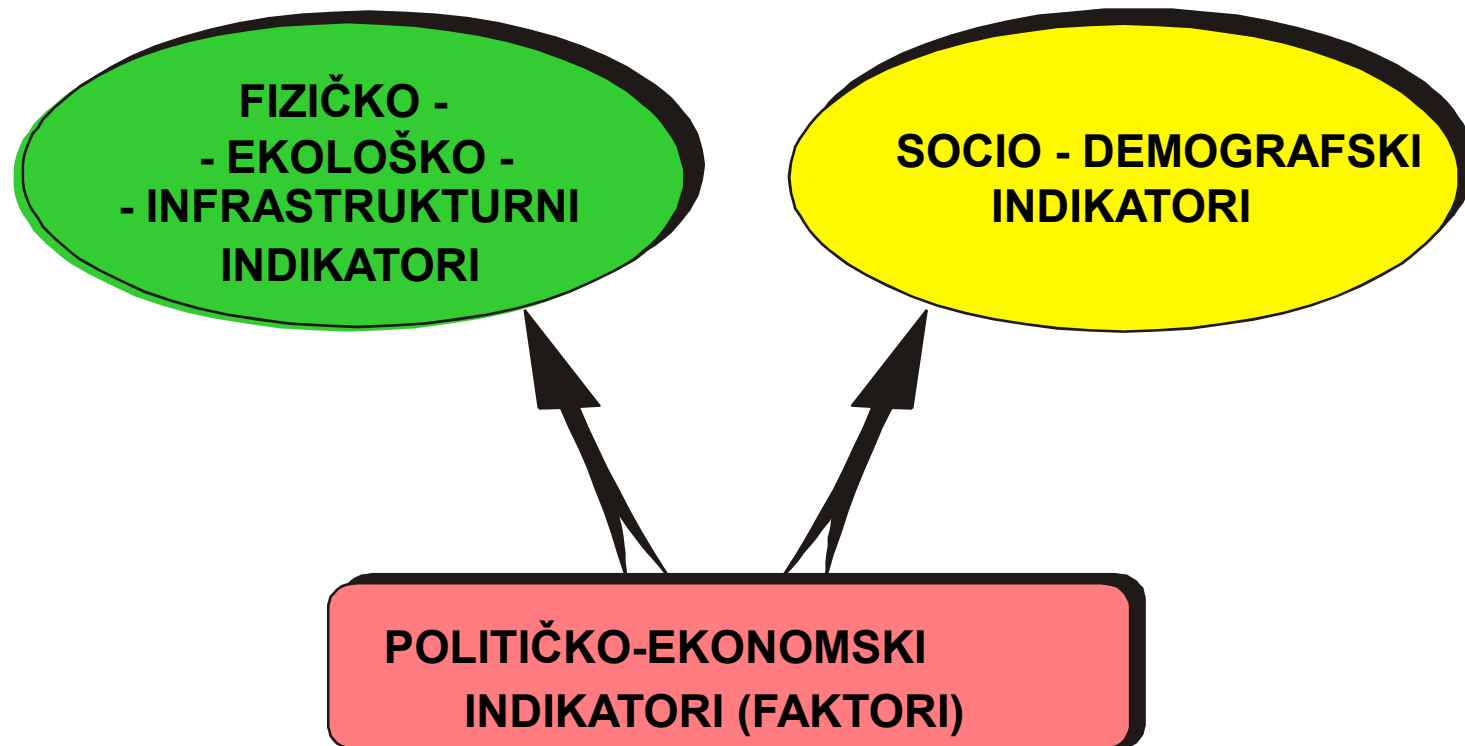 FIZIČKO -
- EKOLOŠKO -
- INFRASTRUKTURNI
INDIKATORI
SOCIO - DEMOGRAFSKI
INDIKATORI
POLITIČKO-EKONOMSKI
INDIKATORI (FAKTORI)